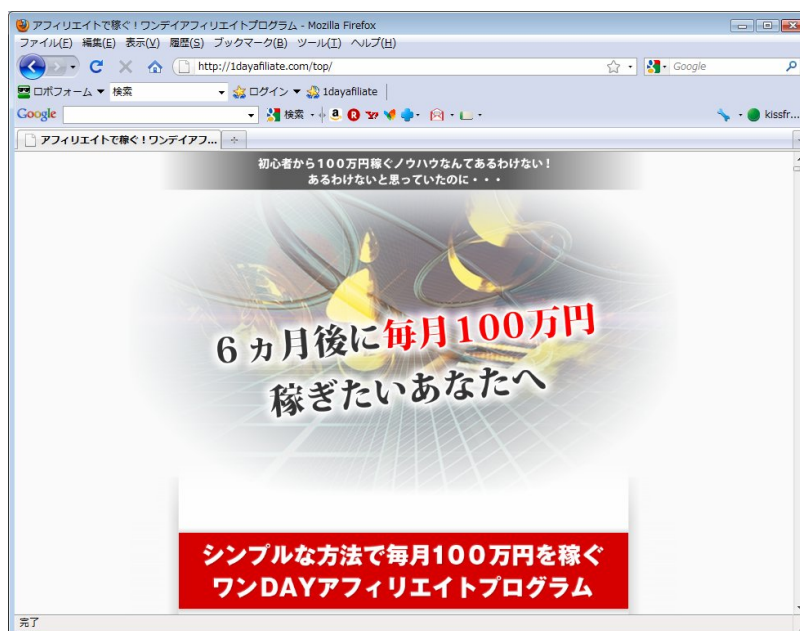 アフィリエイトで稼ぐ！ワンデイアフィリエイトプログラム - Mozilla Firefox
ファイル(F) 編集(E) 表示(V) 履歴(S) ブックマーク(B) ツール(T) ヘルプ(H)
http://1dayafiliate.com/top/ Google
ロボフォーム 検索 ログイン 1dayafiliate
Google 検索 kissfr...
アフィリエイトで稼ぐ！ワンデイアフ...
初心者から１００万円稼ぐノウハウなんてあるわけない！
あるわけないと思っていたのに・・・
６ヵ月後に毎月100万円
稼ぎたいあなたへ
シンプルな方法で毎月１００万円を稼ぐ
ワンDAYアフィリエイトプログラム
完了